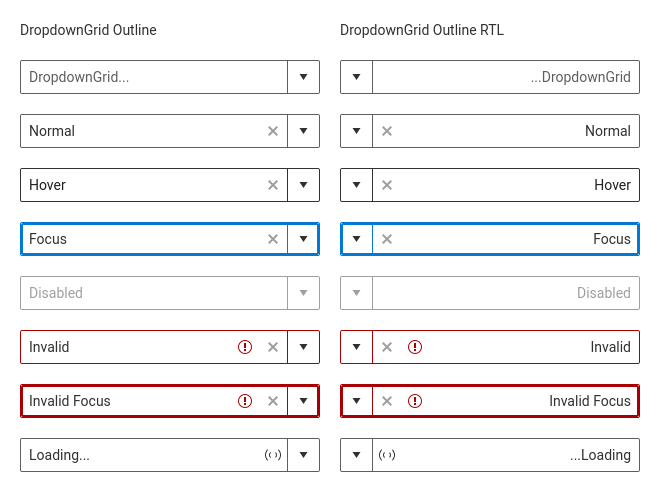 DropdownGrid Outline
DropdownGrid Outline RTL
DropdownGrid...
...DropdownGrid
Normal
Normal
Hover
Hover
Focus
Focus
Disabled
Disabled
Invalid
Invalid
Invalid Focus
Invalid Focus
Loading...
...Loading